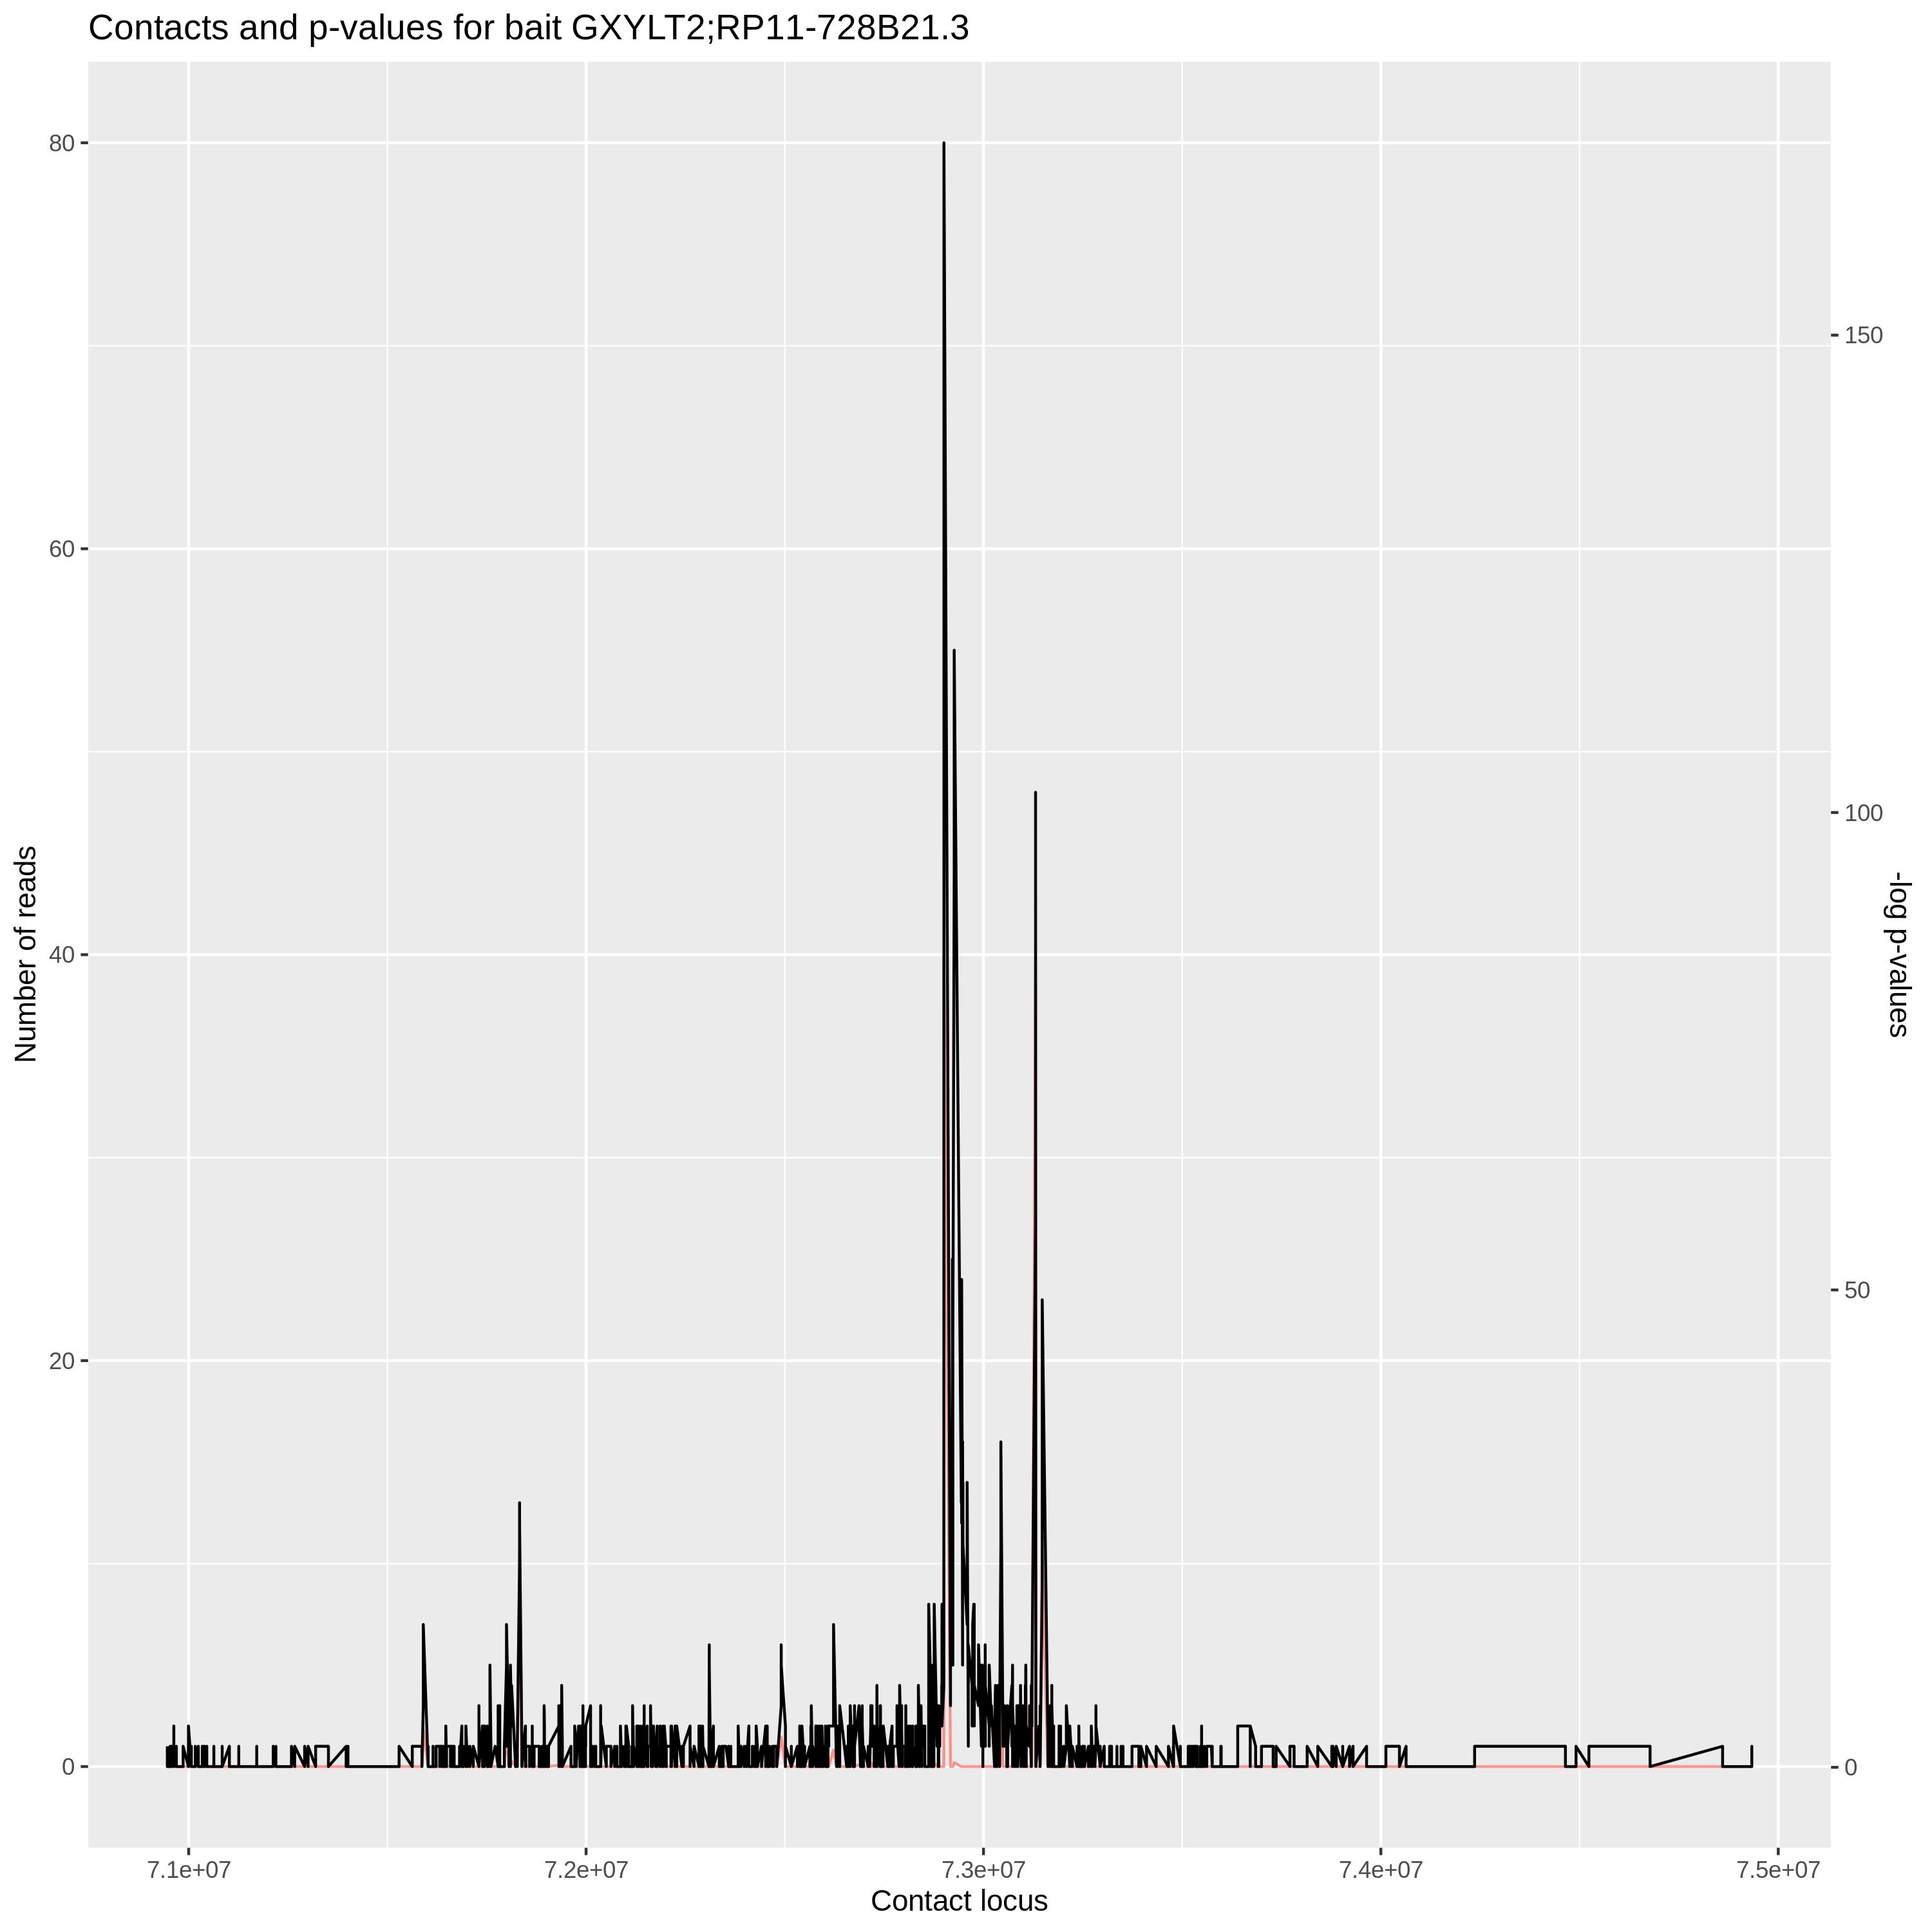 Contacts and p-values for bait GXYLT2;RP11-728B21.3
80
60
40
20
0
Number of reads
150
100
50
0
-log p-values
7.1e+07
7.2e+07
7.3e+07
7.4e+07
7.5e+07
Contact locus